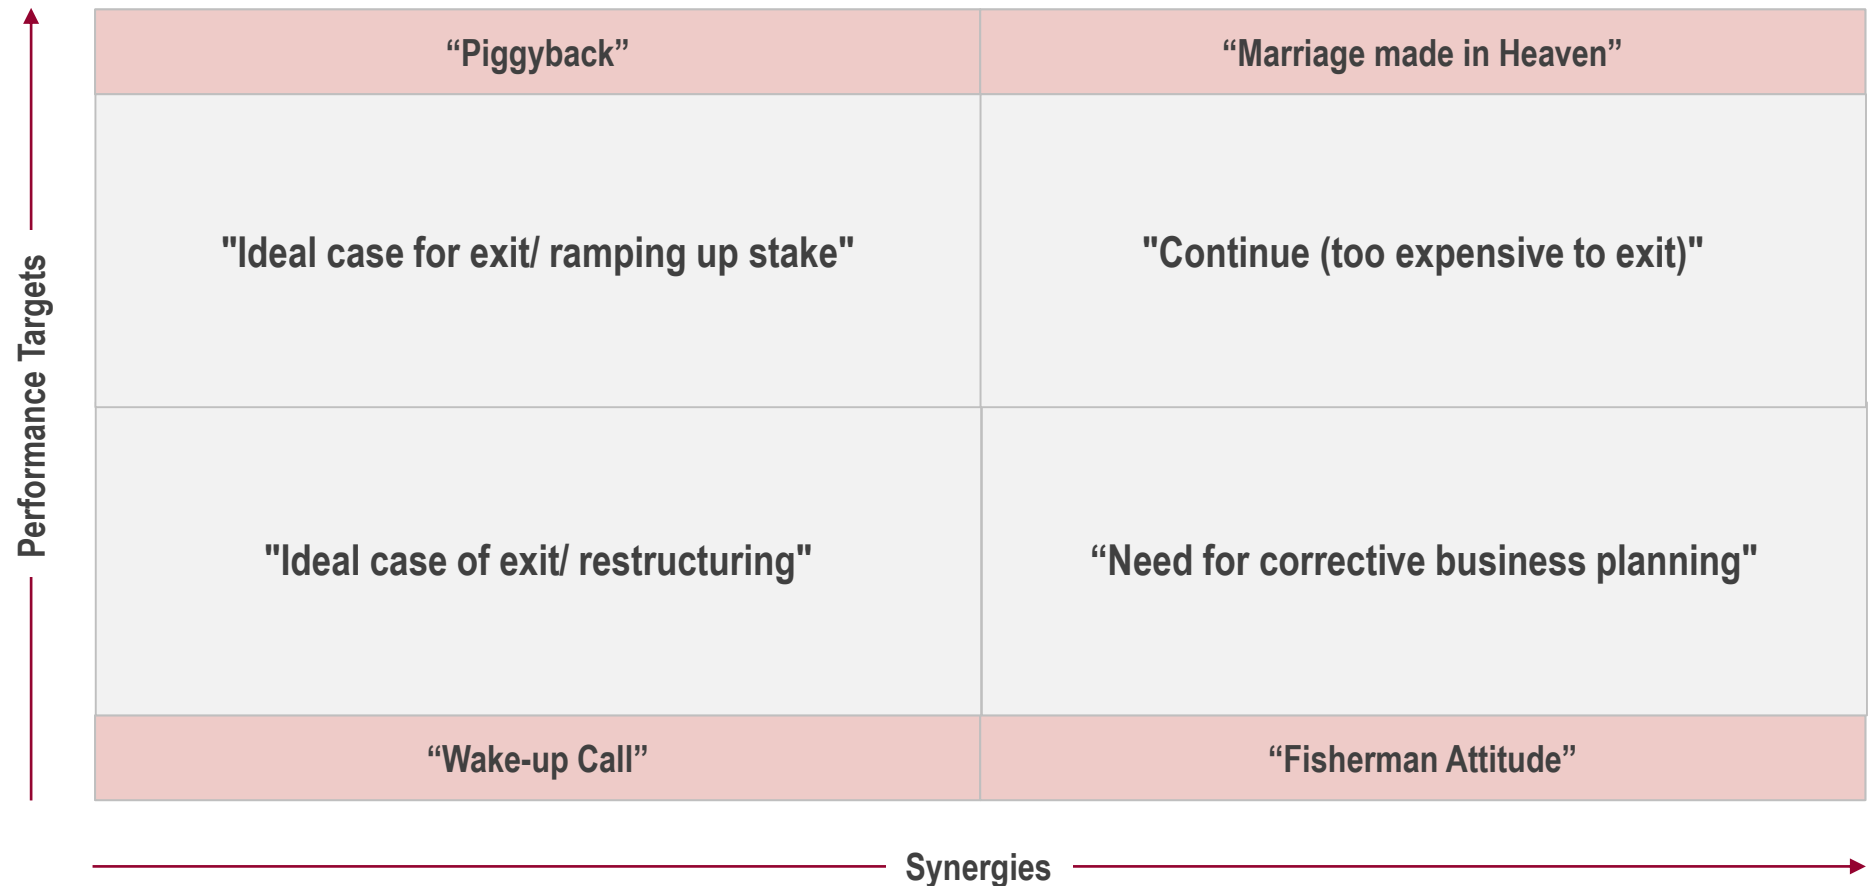 “Piggyback”
“Marriage made in Heaven”
"Ideal case for exit/ ramping up stake"
"Continue (too expensive to exit)"
Performance Targets
"Ideal case of exit/ restructuring"
“Need for corrective business planning"
“Wake-up Call”
“Fisherman Attitude”
Synergies